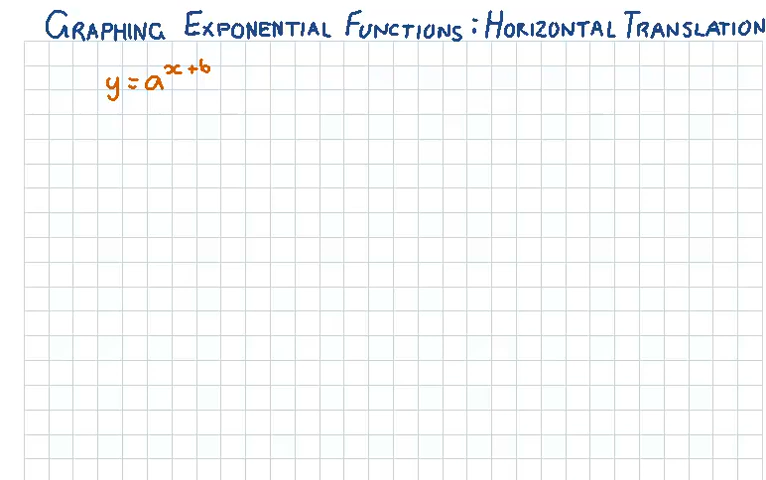 GRAPHING EXPONENTIAL FUNCTIONS : HORIZONTAL TRANSLATION
y = a^{x+b}